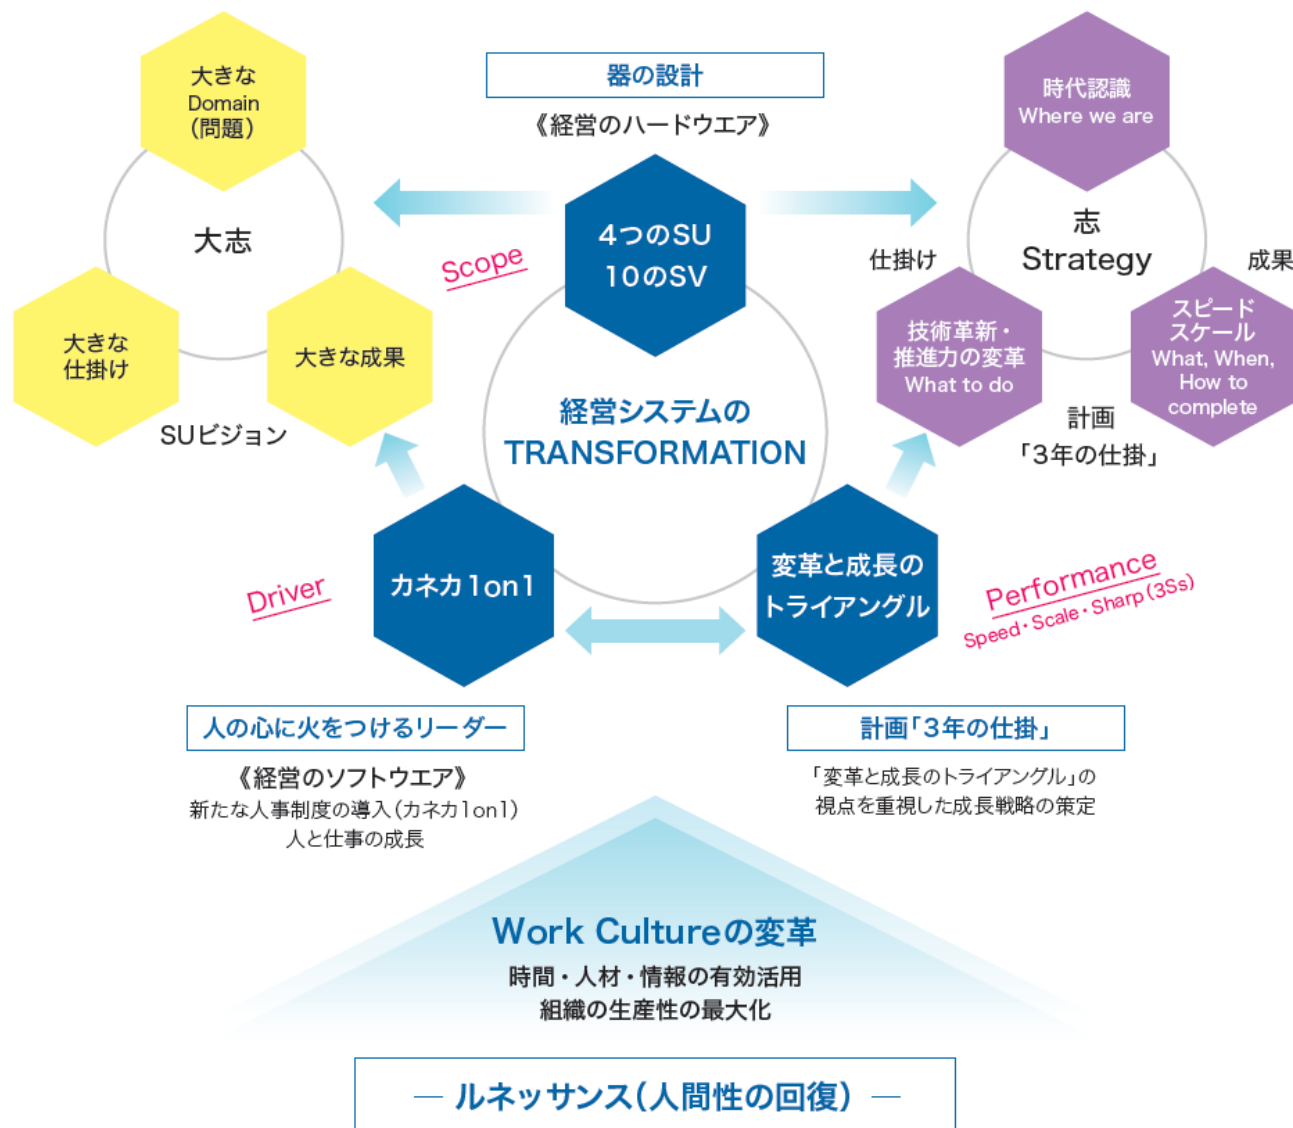 大きな
Domain
（問題）
大志
大きな
仕掛け
大きな成果
SUビジョン
器の設計
《経営のハードウエア》
4つのSU
10のSV
Scope
経営システムの
TRANSFORMATION
カネカ1on1
変革と成長の
トライアングル
Driver
Performance
Speed・Scale・Sharp（3Ss）
時代認識
Where we are
志
Strategy
仕掛け
成果
技術革新・
推進力の変革
What to do
スピード
スケール
What, When,
How to
complete
計画
「3年の仕掛」
人の心に火をつけるリーダー
《経営のソフトウエア》
新たな人事制度の導入（カネカ1on1）
人と仕事の成長
計画「3年の仕掛」
「変革と成長のトライアングル」の
視点を重視した成長戦略の策定
Work Cultureの変革
時間・人材・情報の有効活用
組織の生産性の最大化
― ルネッサンス（人間性の回復） ―